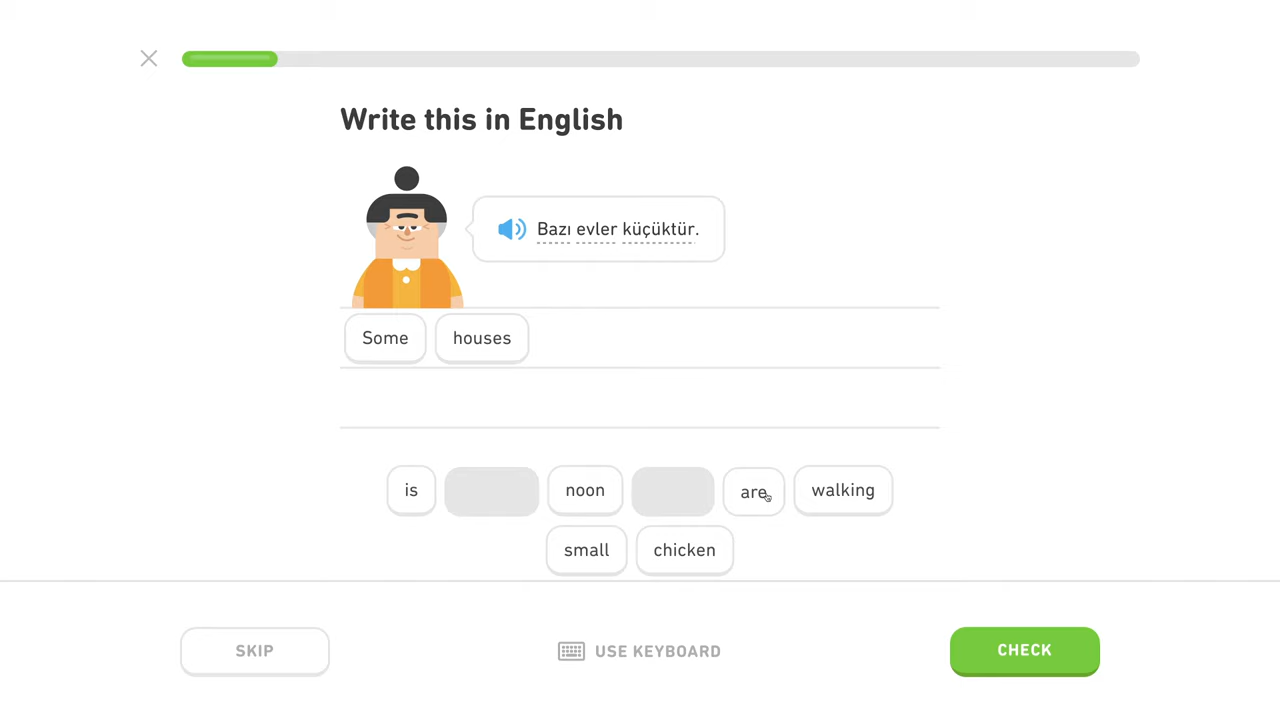 Write this in English
Bazı evler küçüktür.
Some houses
is noon are walking
small chicken
SKIP USE KEYBOARD CHECK